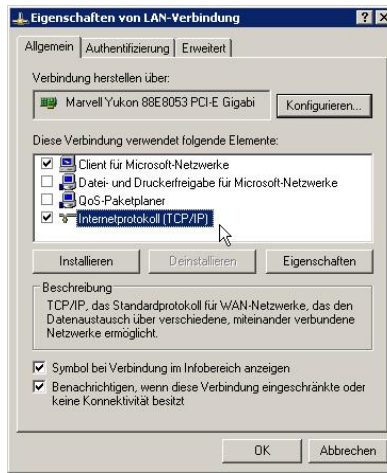 Eigenschaften von LAN-Verbindung
Allgemein Authentifizierung Erweitert
Verbindung herstellen über:
Marvell Yukon 88E8053 PCI-E Gigabi Konfigurieren...
Diese Verbindung verwendet folgende Elemente:
Client für Microsoft-Netzwerke
Datei- und Druckerfreigabe für Microsoft-Netzwerke
QoS-Paketplaner
Internetprotokoll (TCP/IP)
Installieren Deinstallieren Eigenschaften
Beschreibung
TCP/IP, das Standardprotokoll für WAN-Netzwerke, das den
Datenaustausch über verschiedene, miteinander verbundene
Netzwerke ermöglicht.
Symbol bei Verbindung im Infobereich anzeigen
Benachrichtigen, wenn diese Verbindung eingeschränkte oder
keine Konnektivität besitzt
OK Abbrechen